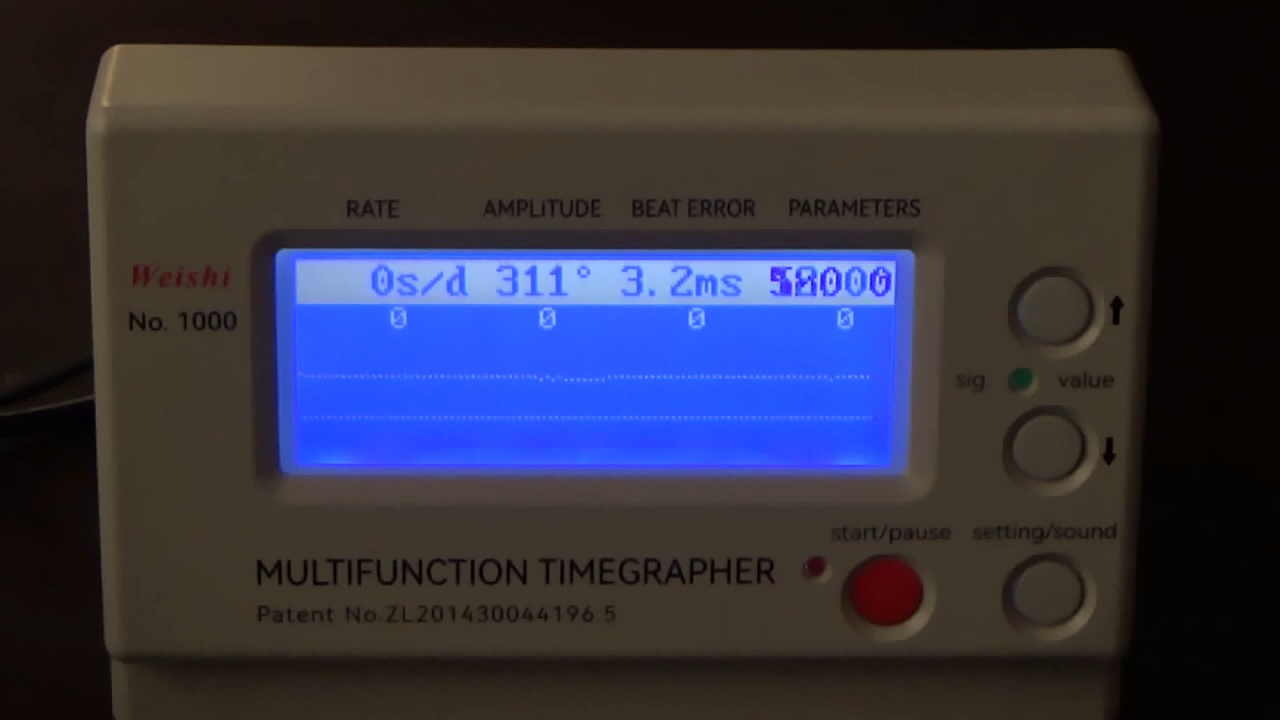 RATE AMPLITUDE BEAT ERROR PARAMETERS
Weishi
No. 1000
0s/d 311° 3.2ms
0 0 0 0
sig value
start/pause setting/sound
MULTIFUNCTION TIMEGRAPHER
Patent No.ZL201430044196.5